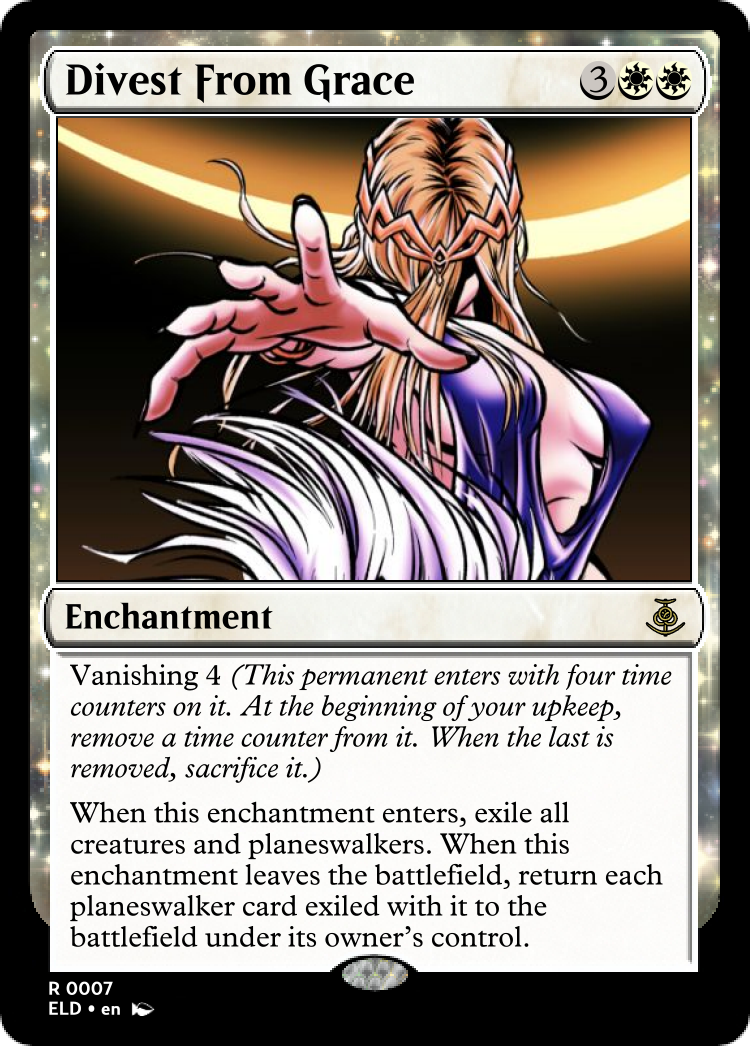 Divest From Grace 3
Enchantment
Vanishing 4 (This permanent enters with four time
counters on it. At the beginning of your upkeep,
remove a time counter from it. When the last is
removed, sacrifice it.)
When this enchantment enters, exile all
creatures and planeswalkers. When this
enchantment leaves the battlefield, return each
planeswalker card exiled with it to the
battlefield under its owner's control.
R 0007
ELD • en